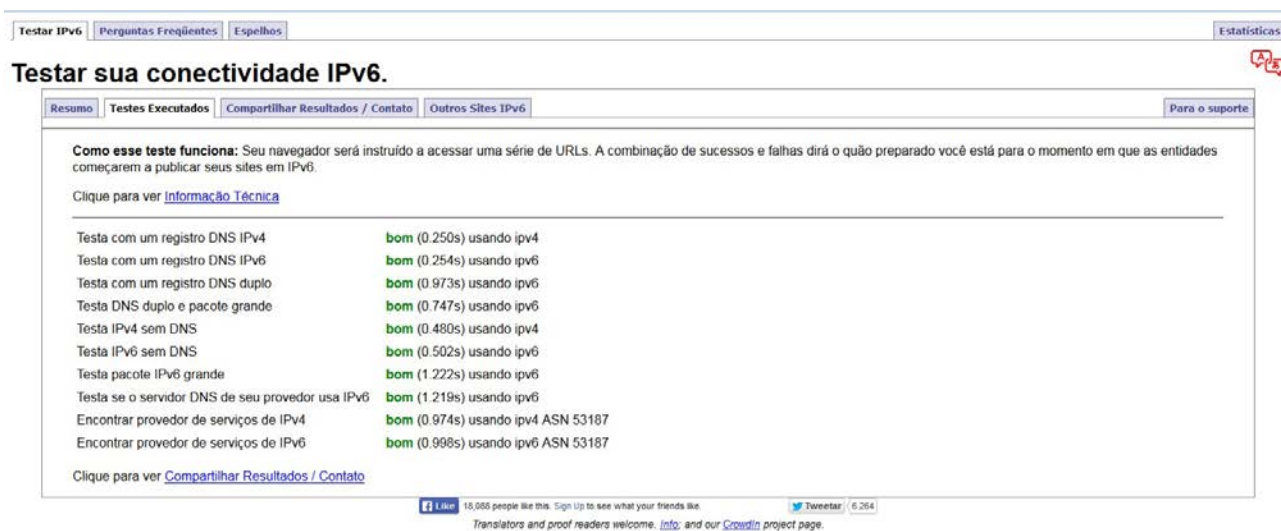 Testar IPv6 Perguntas Freqüentes Espelhos Estatísticas
Testar sua conectividade IPv6.
Resumo Testes Executados Compartilhar Resultados / Contato Outros Sites IPv6 Para o suporte
Como esse teste funciona: Seu navegador será instruído a acessar uma série de URLs. A combinação de sucessos e falhas dirá o quão preparado você está para o momento em que as entidades
começarem a publicar seus sites em IPv6.
Clique para ver Informação Técnica
Testa com um registro DNS IPv4 bom (0.250s) usando ipv4
Testa com um registro DNS IPv6 bom (0.254s) usando ipv6
Testa com um registro DNS duplo bom (0.973s) usando ipv6
Testa DNS duplo e pacote grande bom (0.747s) usando ipv6
Testa IPv4 sem DNS bom (0.480s) usando ipv4
Testa IPv6 sem DNS bom (0.502s) usando ipv6
Testa pacote IPv6 grande bom (1.222s) usando ipv6
Testa se o servidor DNS de seu provedor usa IPv6 bom (1.219s) usando ipv6
Encontrar provedor de serviços de IPv4 bom (0.974s) usando ipv4 ASN 53187
Encontrar provedor de serviços de IPv6 bom (0.998s) usando ipv6 ASN 53187
Clique para ver Compartilhar Resultados / Contato
Like people like this. Sign Up to see what your friends like. Tweetar 6.264
Translators and proof readers welcome. Info; and our CrowdIn project page.